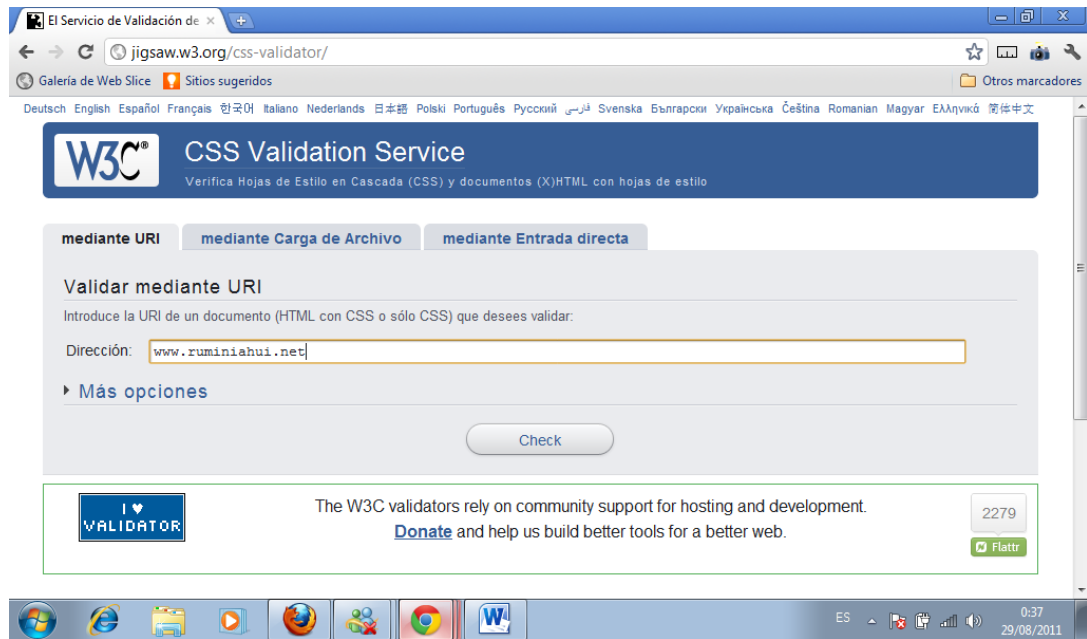 El Servicio de Validación de
jigsaw.w3.org/css-validator/
Galería de Web Slice Sitios sugeridos Otros marcadores
Deutsch English Español Français 한국어 Italiano Nederlands 日本語 Polski Português Русский فارسی Svenska Български Українська Čeština Romanian Magyar Ελληνικά 简体中文
W3C® CSS Validation Service
Verifica Hojas de Estilo en Cascada (CSS) y documentos (X)HTML con hojas de estilo
mediante URI mediante Carga de Archivo mediante Entrada directa
Validar mediante URI
Introduce la URI de un documento (HTML con CSS o sólo CSS) que desees validar:
Dirección: www.ruminiahui.net
Más opciones
Check
I ♥
VALIDATOR
The W3C validators rely on community support for hosting and development.
Donate and help us build better tools for a better web.
2279
Flattr
ES 0:37
29/08/2011